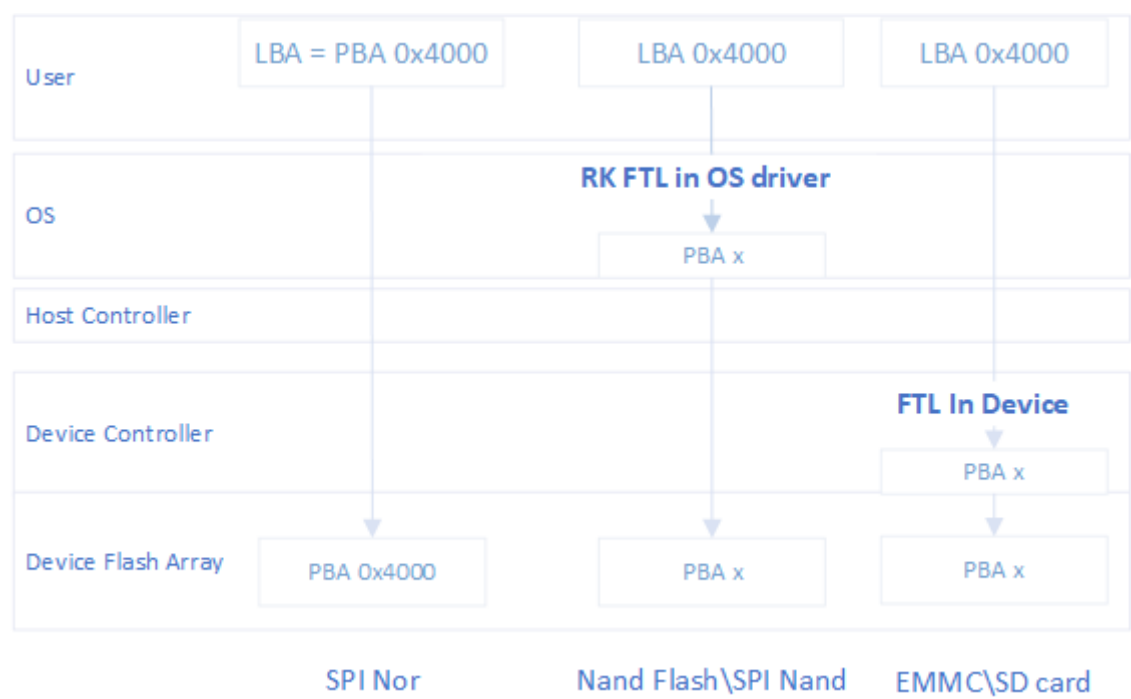 User
LBA = PBA 0x4000
LBA 0x4000
LBA 0x4000
OS
RK FTL in OS driver
PBA x
Host Controller
Device Controller
FTL In Device
PBA x
Device Flash Array
PBA 0x4000
PBA x
PBA x
SPI Nor
Nand Flash\SPI Nand
EMMC\SD card